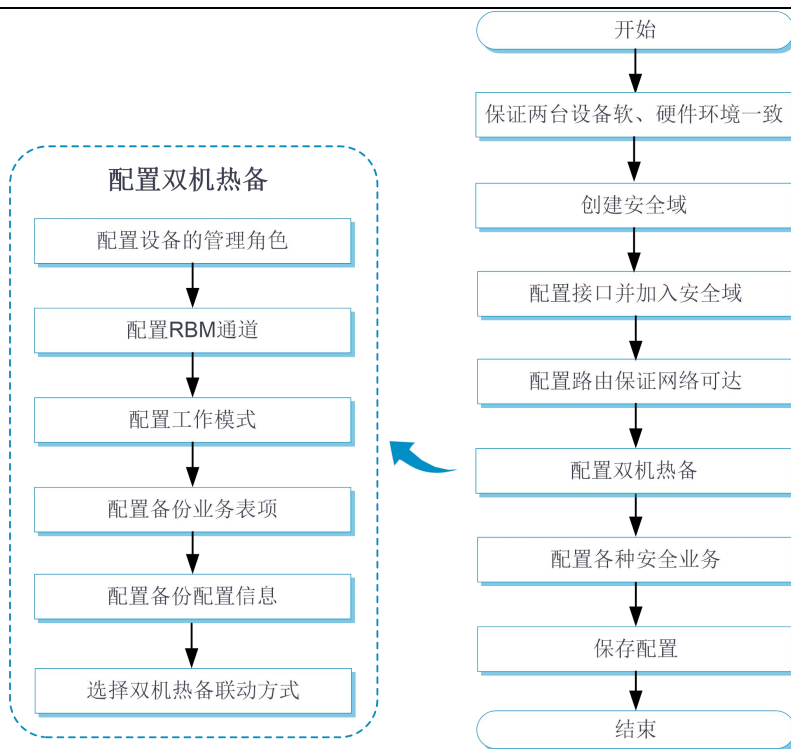 开始
保证两台设备软、硬件环境一致
创建安全域
配置接口并加入安全域
配置路由保证网络可达
配置双机热备
配置各种安全业务
保存配置
结束
配置双机热备
配置设备的管理角色
配置RBM通道
配置工作模式
配置备份业务表项
配置备份配置信息
选择双机热备联动方式